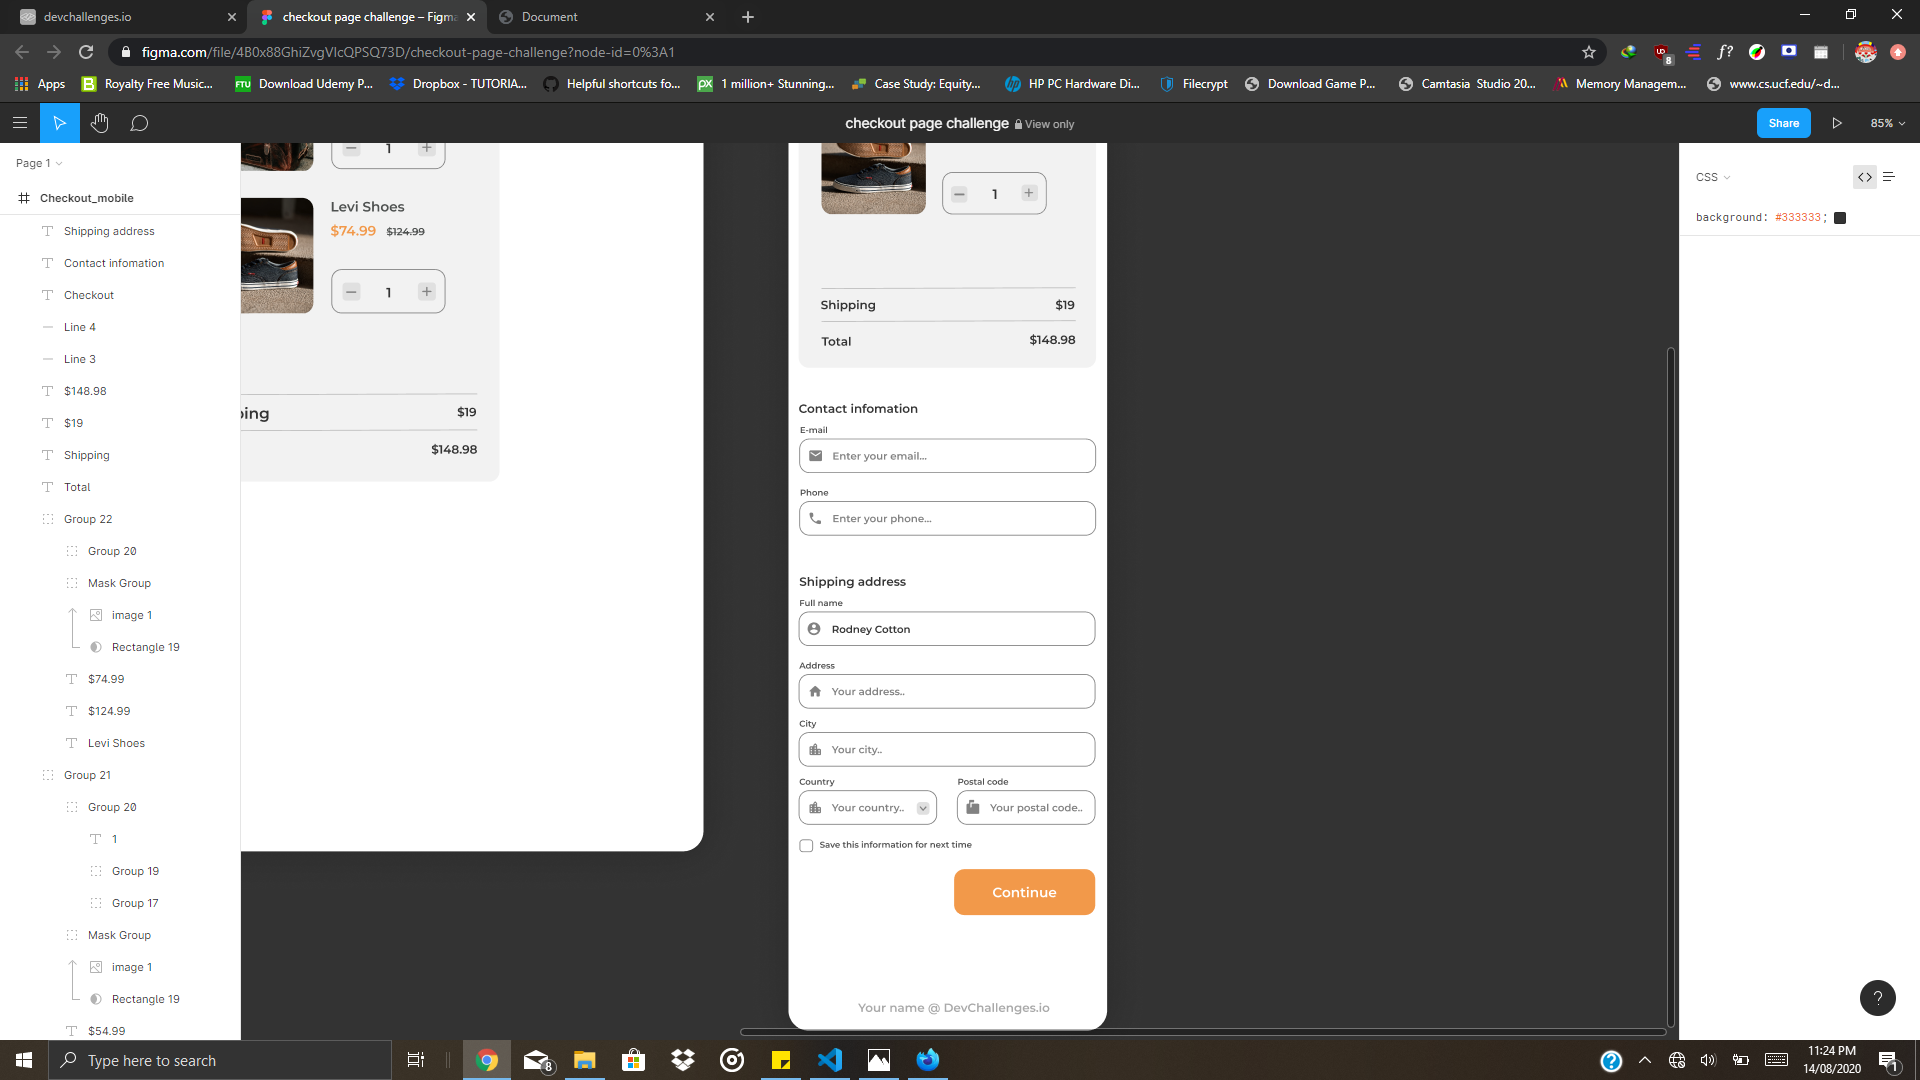 devchallenges.io
checkout page challenge – Figma
Document
figma.com/file/4B0x88GhiZvgVlcQPSQ73D/checkout-page-challenge?node-id=0%3A1
Apps
Royalty Free Music...
Download Udemy P...
Dropbox - TUTORIA...
Helpful shortcuts fo...
1 million+ Stunning...
Case Study: Equity...
HP PC Hardware Di...
Filecrypt
Download Game P...
Camtasia Studio 20...
Memory Managem...
www.cs.ucf.edu/~d...
checkout page challenge View only
Share
85%
Page 1
Checkout_mobile
Shipping address
Contact infomation
Checkout
Line 4
Line 3
$148.98
$19
Shipping
Total
Group 22
Group 20
Mask Group
image 1
Rectangle 19
$74.99
$124.99
Levi Shoes
Group 21
Group 20
1
Group 19
Group 17
Mask Group
image 1
Rectangle 19
$54.99
1
Levi Shoes
$74.99 $124.99
1
ping
$19
$148.98
1
Shipping $19
Total $148.98
Contact infomation
E-mail
Enter your email...
Phone
Enter your phone...
Shipping address
Full name
Rodney Cotton
Address
Your address..
City
Your city..
Country Postal code
Your country.. Your postal code..
Save this information for next time
Continue
Your name @ DevChallenges.io
CSS
background: #333333;
?
Type here to search
8
11:24 PM
14/08/2020
1